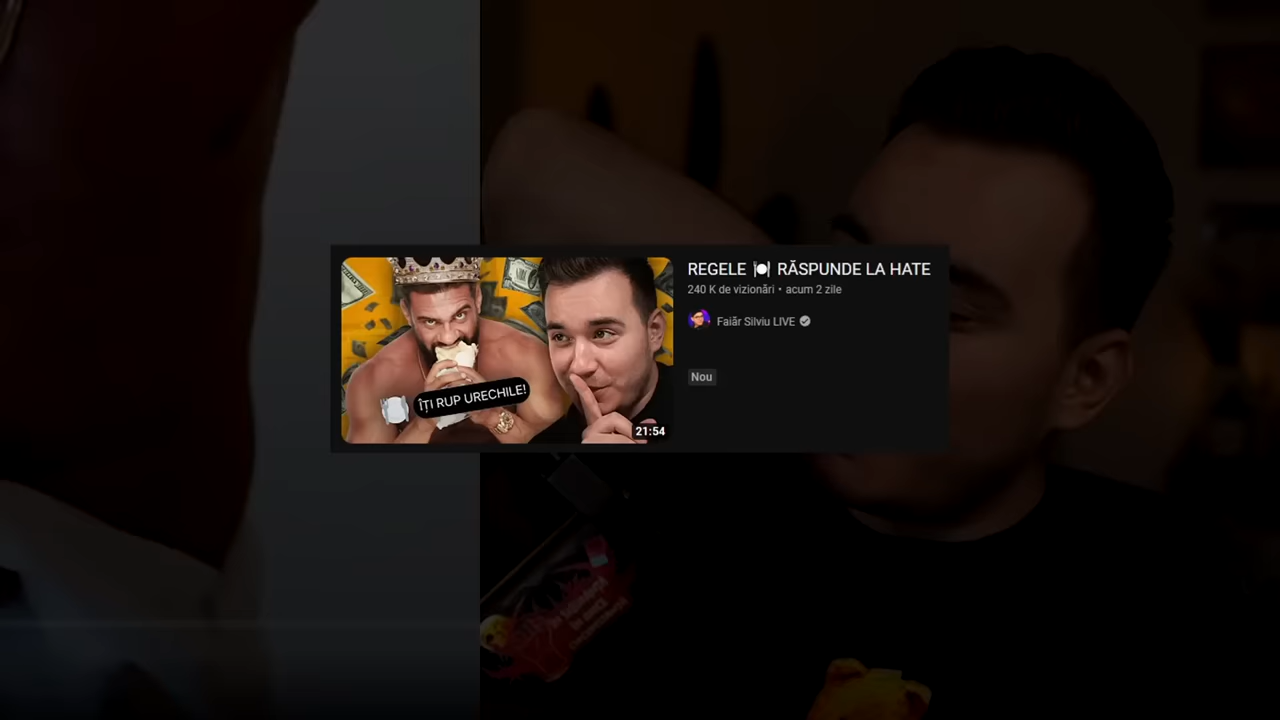 REGELE 🍽 RĂSPUNDE LA HATE
240 K de vizionări • acum 2 zile
Faiăr Silviu LIVE
Nou
ÎȚI RUP URECHILE!
21:54